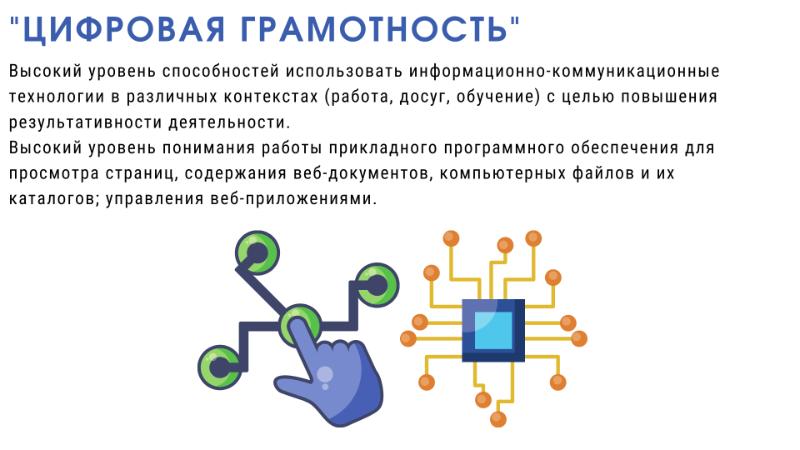 "ЦИФРОВАЯ ГРАМОТНОСТЬ"
Высокий уровень способностей использовать информационно-коммуникационные
технологии в различных контекстах (работа, досуг, обучение) с целью повышения
результативности деятельности.
Высокий уровень понимания работы прикладного программного обеспечения для
просмотра страниц, содержания веб-документов, компьютерных файлов и их
каталогов; управления веб-приложениями.